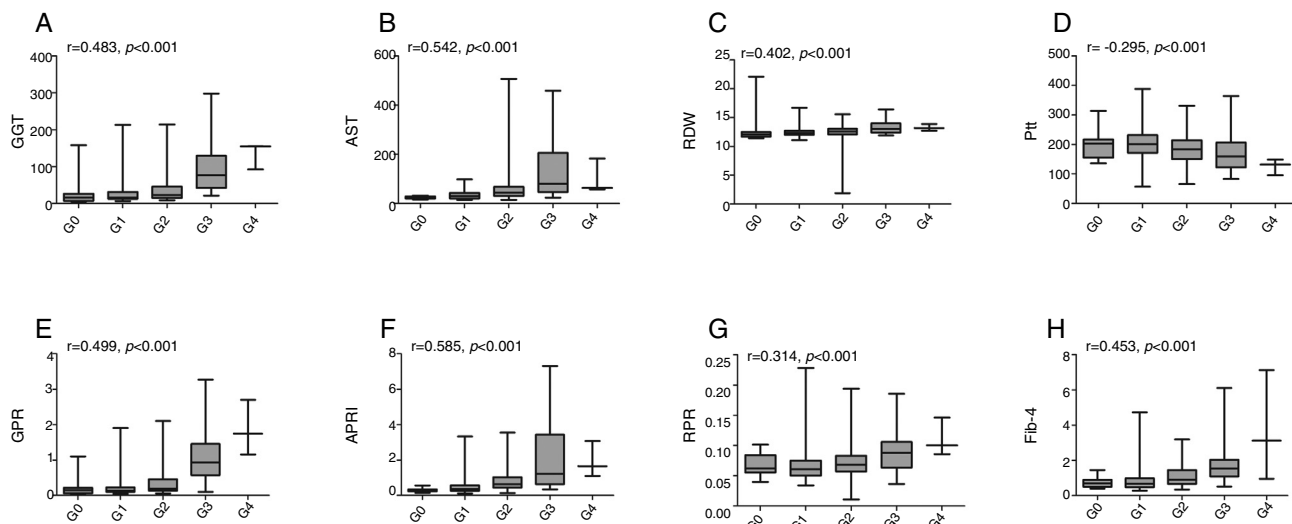 A
r=0.483, p<0.001
GGT
400
300
200
100
0
G0 G1 G2 G3 G4
B
r=0.542, p<0.001
AST
600
400
200
0
G0 G1 G2 G3 G4
C
r=0.402, p<0.001
RDW
25
20
15
10
5
0
G0 G1 G2 G3 G4
D
r= -0.295, p<0.001
Ptt
500
400
300
200
100
0
G0 G1 G2 G3 G4
E
r=0.499, p<0.001
GPR
4
3
2
1
0
G0 G1 G2 G3 G4
F
r=0.585, p<0.001
APRI
8
6
4
2
0
G0 G1 G2 G3 G4
G
r=0.314, p<0.001
RPR
0.25
0.20
0.15
0.10
0.05
0.00
G0 G1 G2 G3 G4
H
r=0.453, p<0.001
Fib-4
8
6
4
2
0
G0 G1 G2 G3 G4